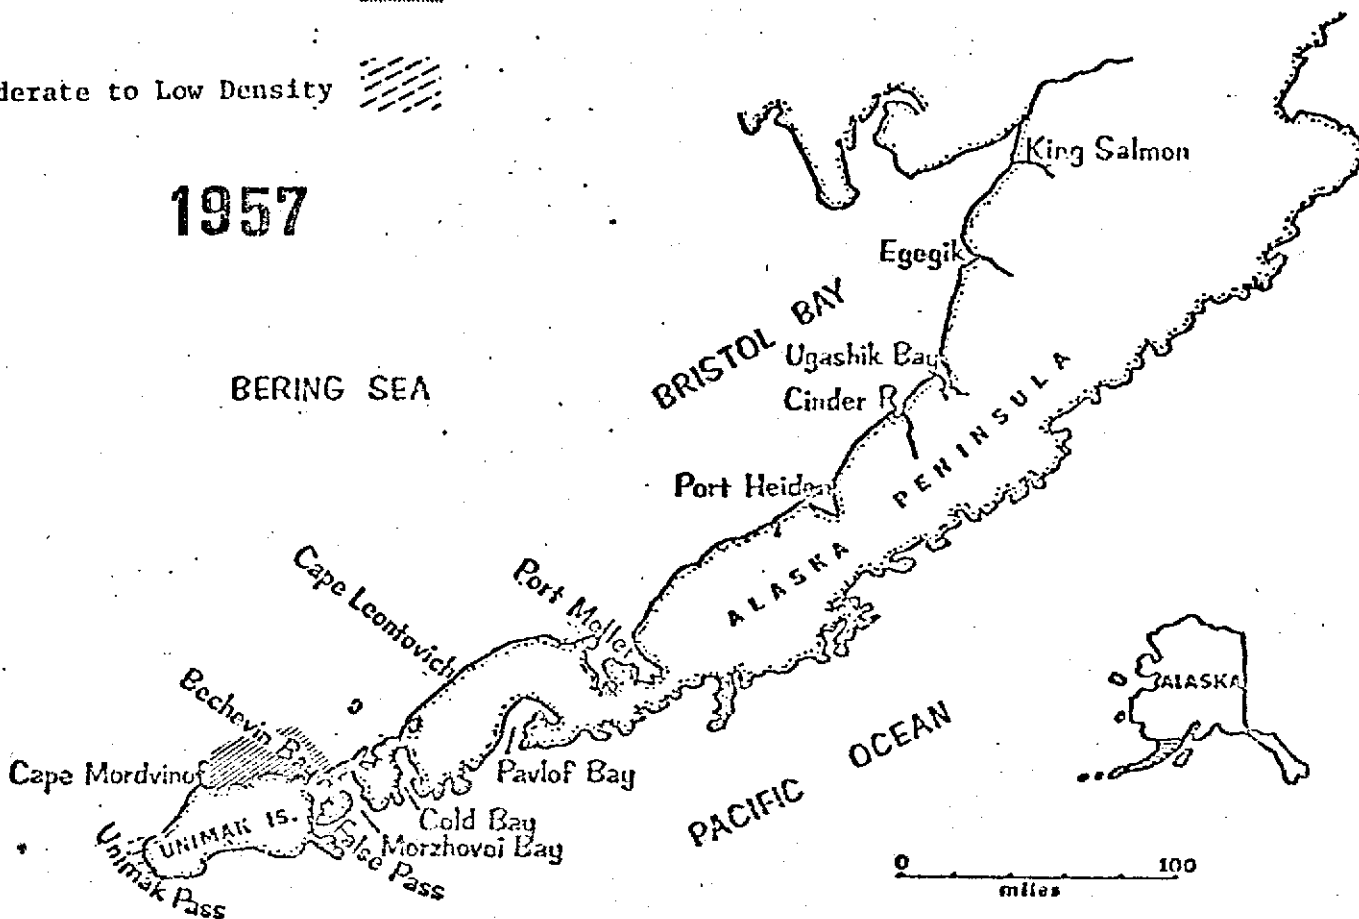 derate to Low Density
1957
King Salmon
Egegik
BRISTOL BAY
Ugashik Bay
BERING SEA
Cinder R
ALASKA PENINSULA
Port Heiden
Cape Leontovich
Port Moller
Bechevin Ba
ALASKA
PACIFIC OCEAN
Cape Mordvinof
Pavlof Bay
Cold Bay
UNIMAK IS.
Morzhovoi Bay
False Pass
Unimak Pass
0 100
miles